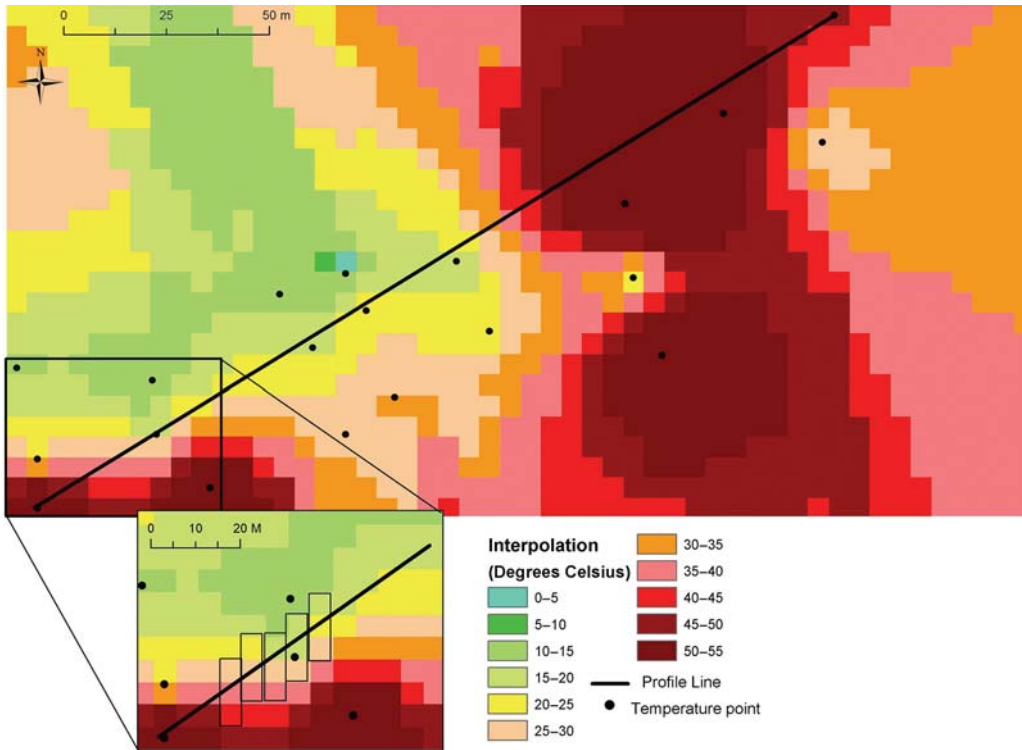 0 25 50 m
N
0 10 20 M
Interpolation
(Degrees Celsius)
0–5
5–10
10–15
15–20
20–25
25–30
30–35
35–40
40–45
45–50
50–55
Profile Line
Temperature point